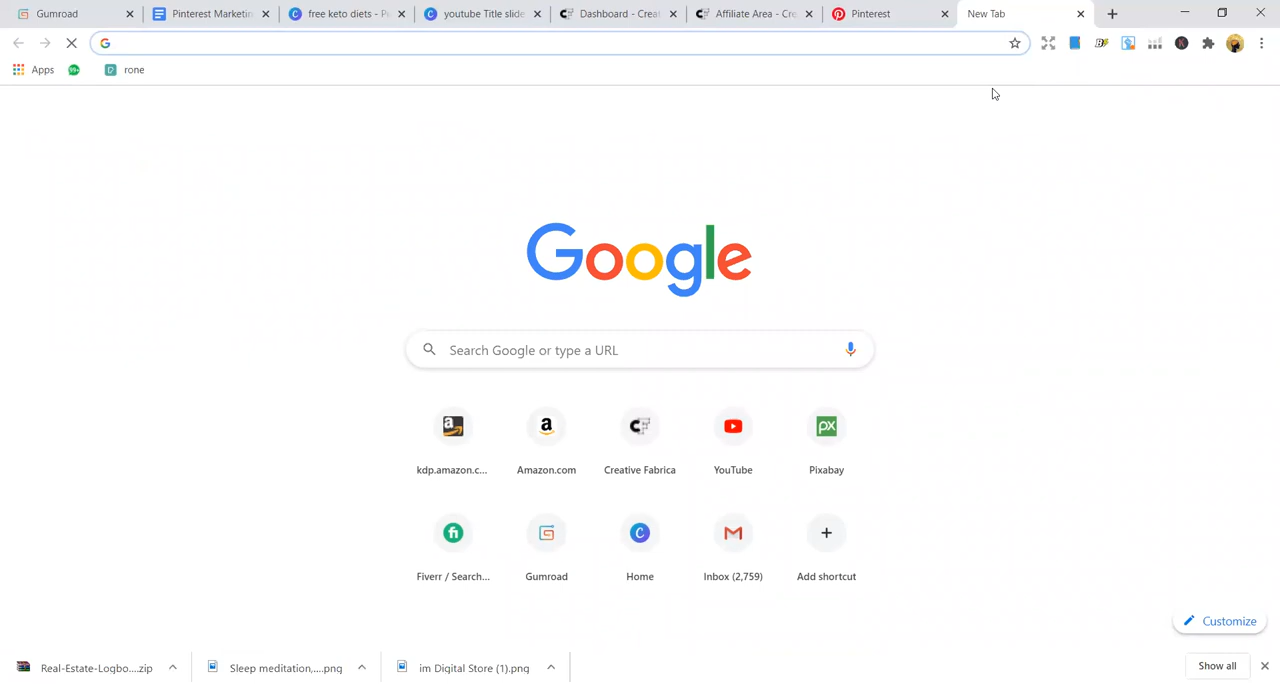 Gumroad
Pinterest Marketin
free keto diets - P
youtube Title slide
Dashboard - Creat
Affiliate Area - Cre
Pinterest
New Tab
Apps
99+
rone
Google
Search Google or type a URL
kdp.amazon.c...
Amazon.com
Creative Fabrica
YouTube
Pixabay
Fiverr / Search...
Gumroad
Home
Inbox (2,759)
Add shortcut
Customize
Real-Estate-Logbo....zip
Sleep meditation,....png
im Digital Store (1).png
Show all